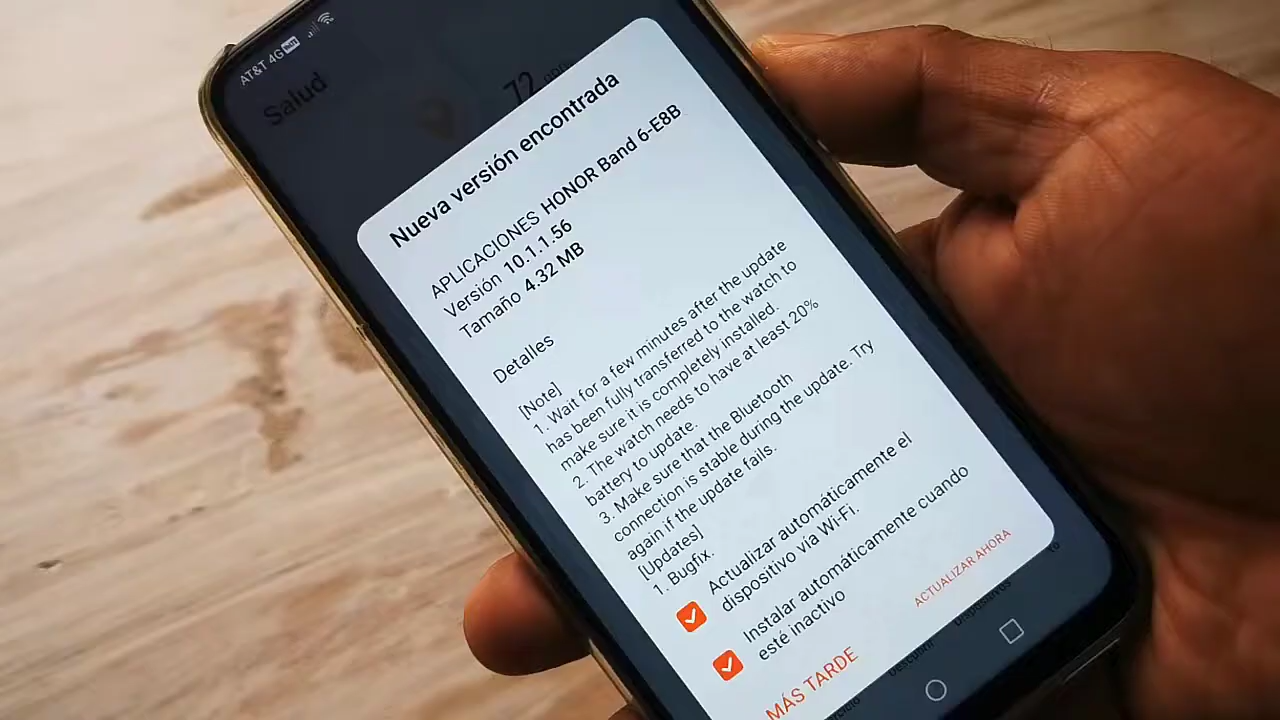 AT&T 4G
Salud
72
Nueva versión encontrada
APLICACIONES HONOR Band 6-E8B
Versión 10.1.1.56
Tamaño 4.32 MB
Detalles
[Note]
1. Wait for a few minutes after the update
has been fully transferred to the watch to
make sure it is completely installed.
2. The watch needs to have at least 20%
battery to update.
3. Make sure that the Bluetooth
connection is stable during the update. Try
again if the update fails.
[Updates]
1. Bugfix.
Actualizar automáticamente el
dispositivo vía Wi-Fi.
Instalar automáticamente cuando
esté inactivo
MÁS TARDE
ACTUALIZAR AHORA